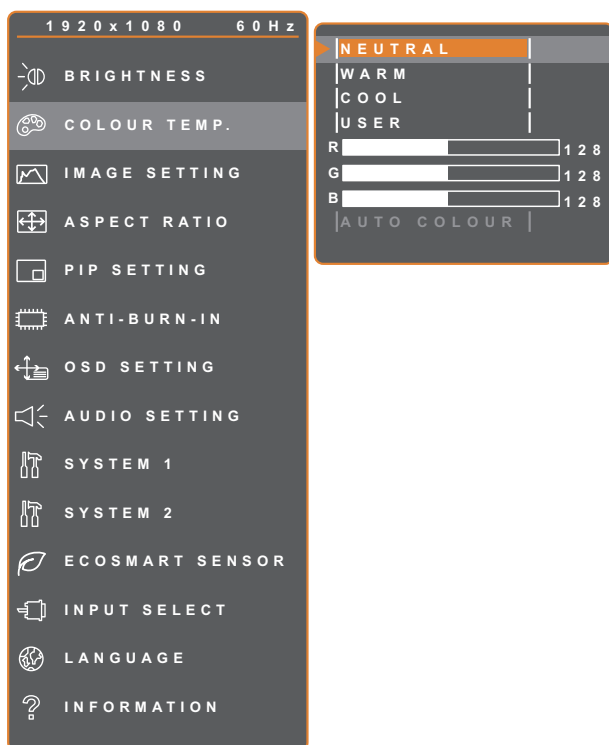 1920x1080 60Hz
BRIGHTNESS
COLOUR TEMP.
IMAGE SETTING
ASPECT RATIO
PIP SETTING
ANTI-BURN-IN
OSD SETTING
AUDIO SETTING
SYSTEM 1
SYSTEM 2
ECOSMART SENSOR
INPUT SELECT
LANGUAGE
INFORMATION
NEUTRAL
WARM
COOL
USER
R 128
G 128
B 128
AUTO COLOUR